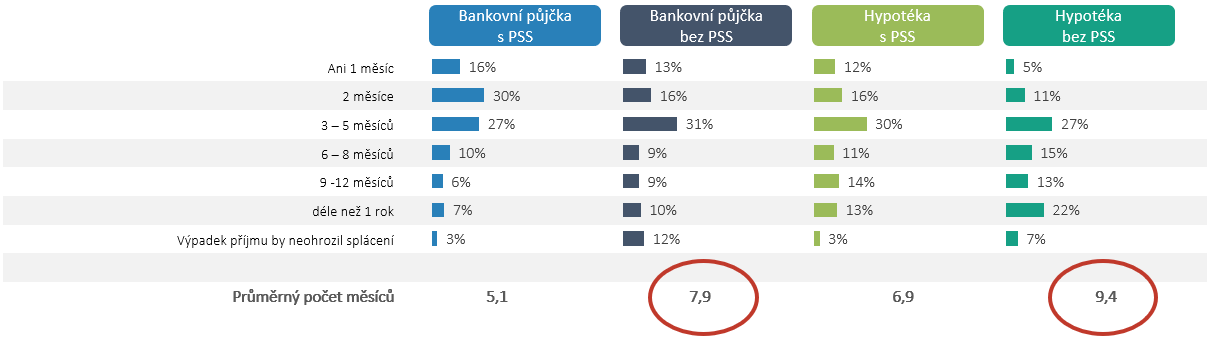 Bankovní půjčka s PSS Bankovní půjčka bez PSS Hypotéka s PSS Hypotéka bez PSS
Ani 1 měsíc 16% 13% 12% 5%
2 měsíce 30% 16% 16% 11%
3 – 5 měsíců 27% 31% 30% 27%
6 – 8 měsíců 10% 9% 11% 15%
9 -12 měsíců 6% 9% 14% 13%
déle než 1 rok 7% 10% 13% 22%
Výpadek příjmu by neohrozil splácení 3% 12% 3% 7%
Průměrný počet měsíců 5,1 7,9 6,9 9,4